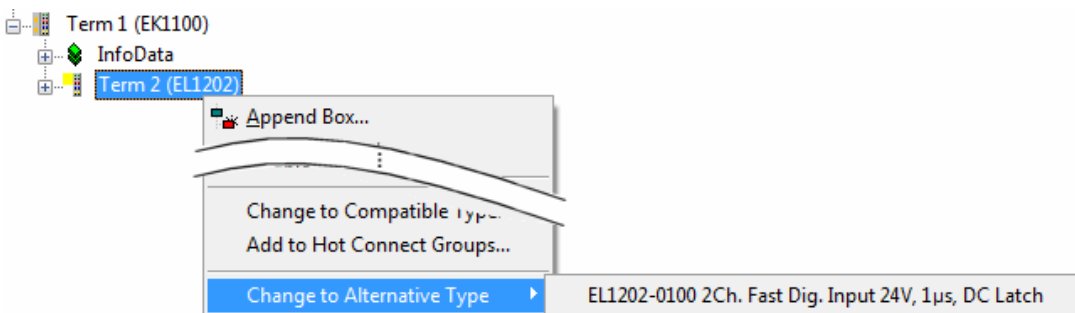 Term 1 (EK1100)
InfoData
Term 2 (EL1202)
Append Box...
Change to Compatible
Add to Hot Connect Groups...
Change to Alternative Type
EL1202-0100 2Ch. Fast Dig. Input 24V, 1µs, DC Latch